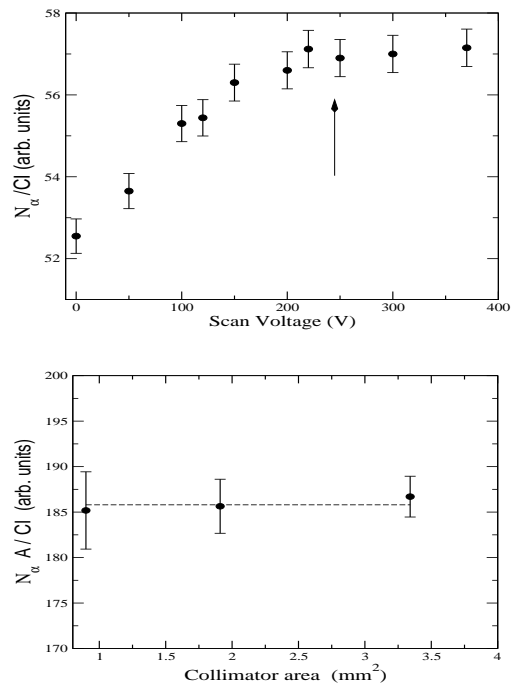 58
56
54
52
N_α /CI (arb. units)
0 100 200 300 400
Scan Voltage (V)
200
195
190
185
180
175
170
N_α A / CI (arb. units)
1 1.5 2 2.5 3 3.5 4
Collimator area (mm²)